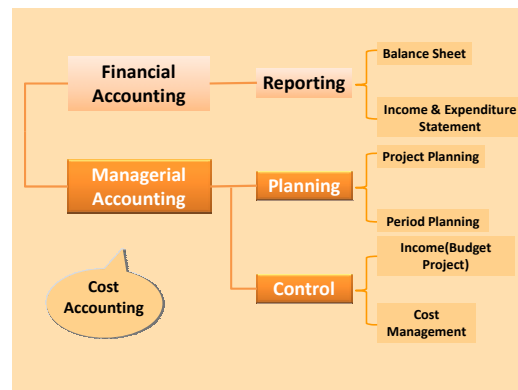 Financial
Accounting
Reporting
Balance Sheet
Income & Expenditure
Statement
Managerial
Accounting
Planning
Project Planning
Period Planning
Control
Income(Budget
Project)
Cost
Management
Cost
Accounting